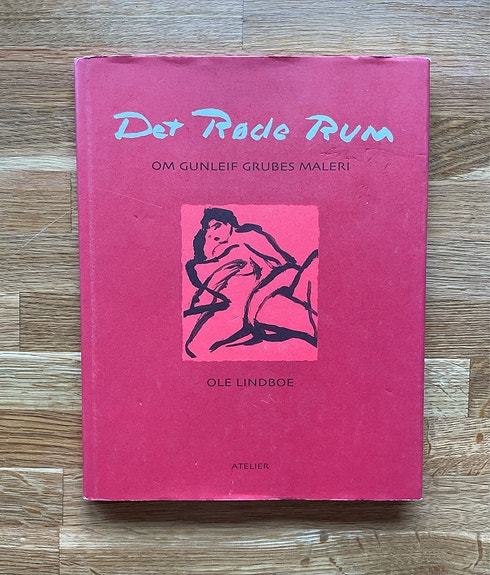 Det Røde Rum
OM GUNLEIF GRUBES MALERI
OLE LINDBOE
ATELIER